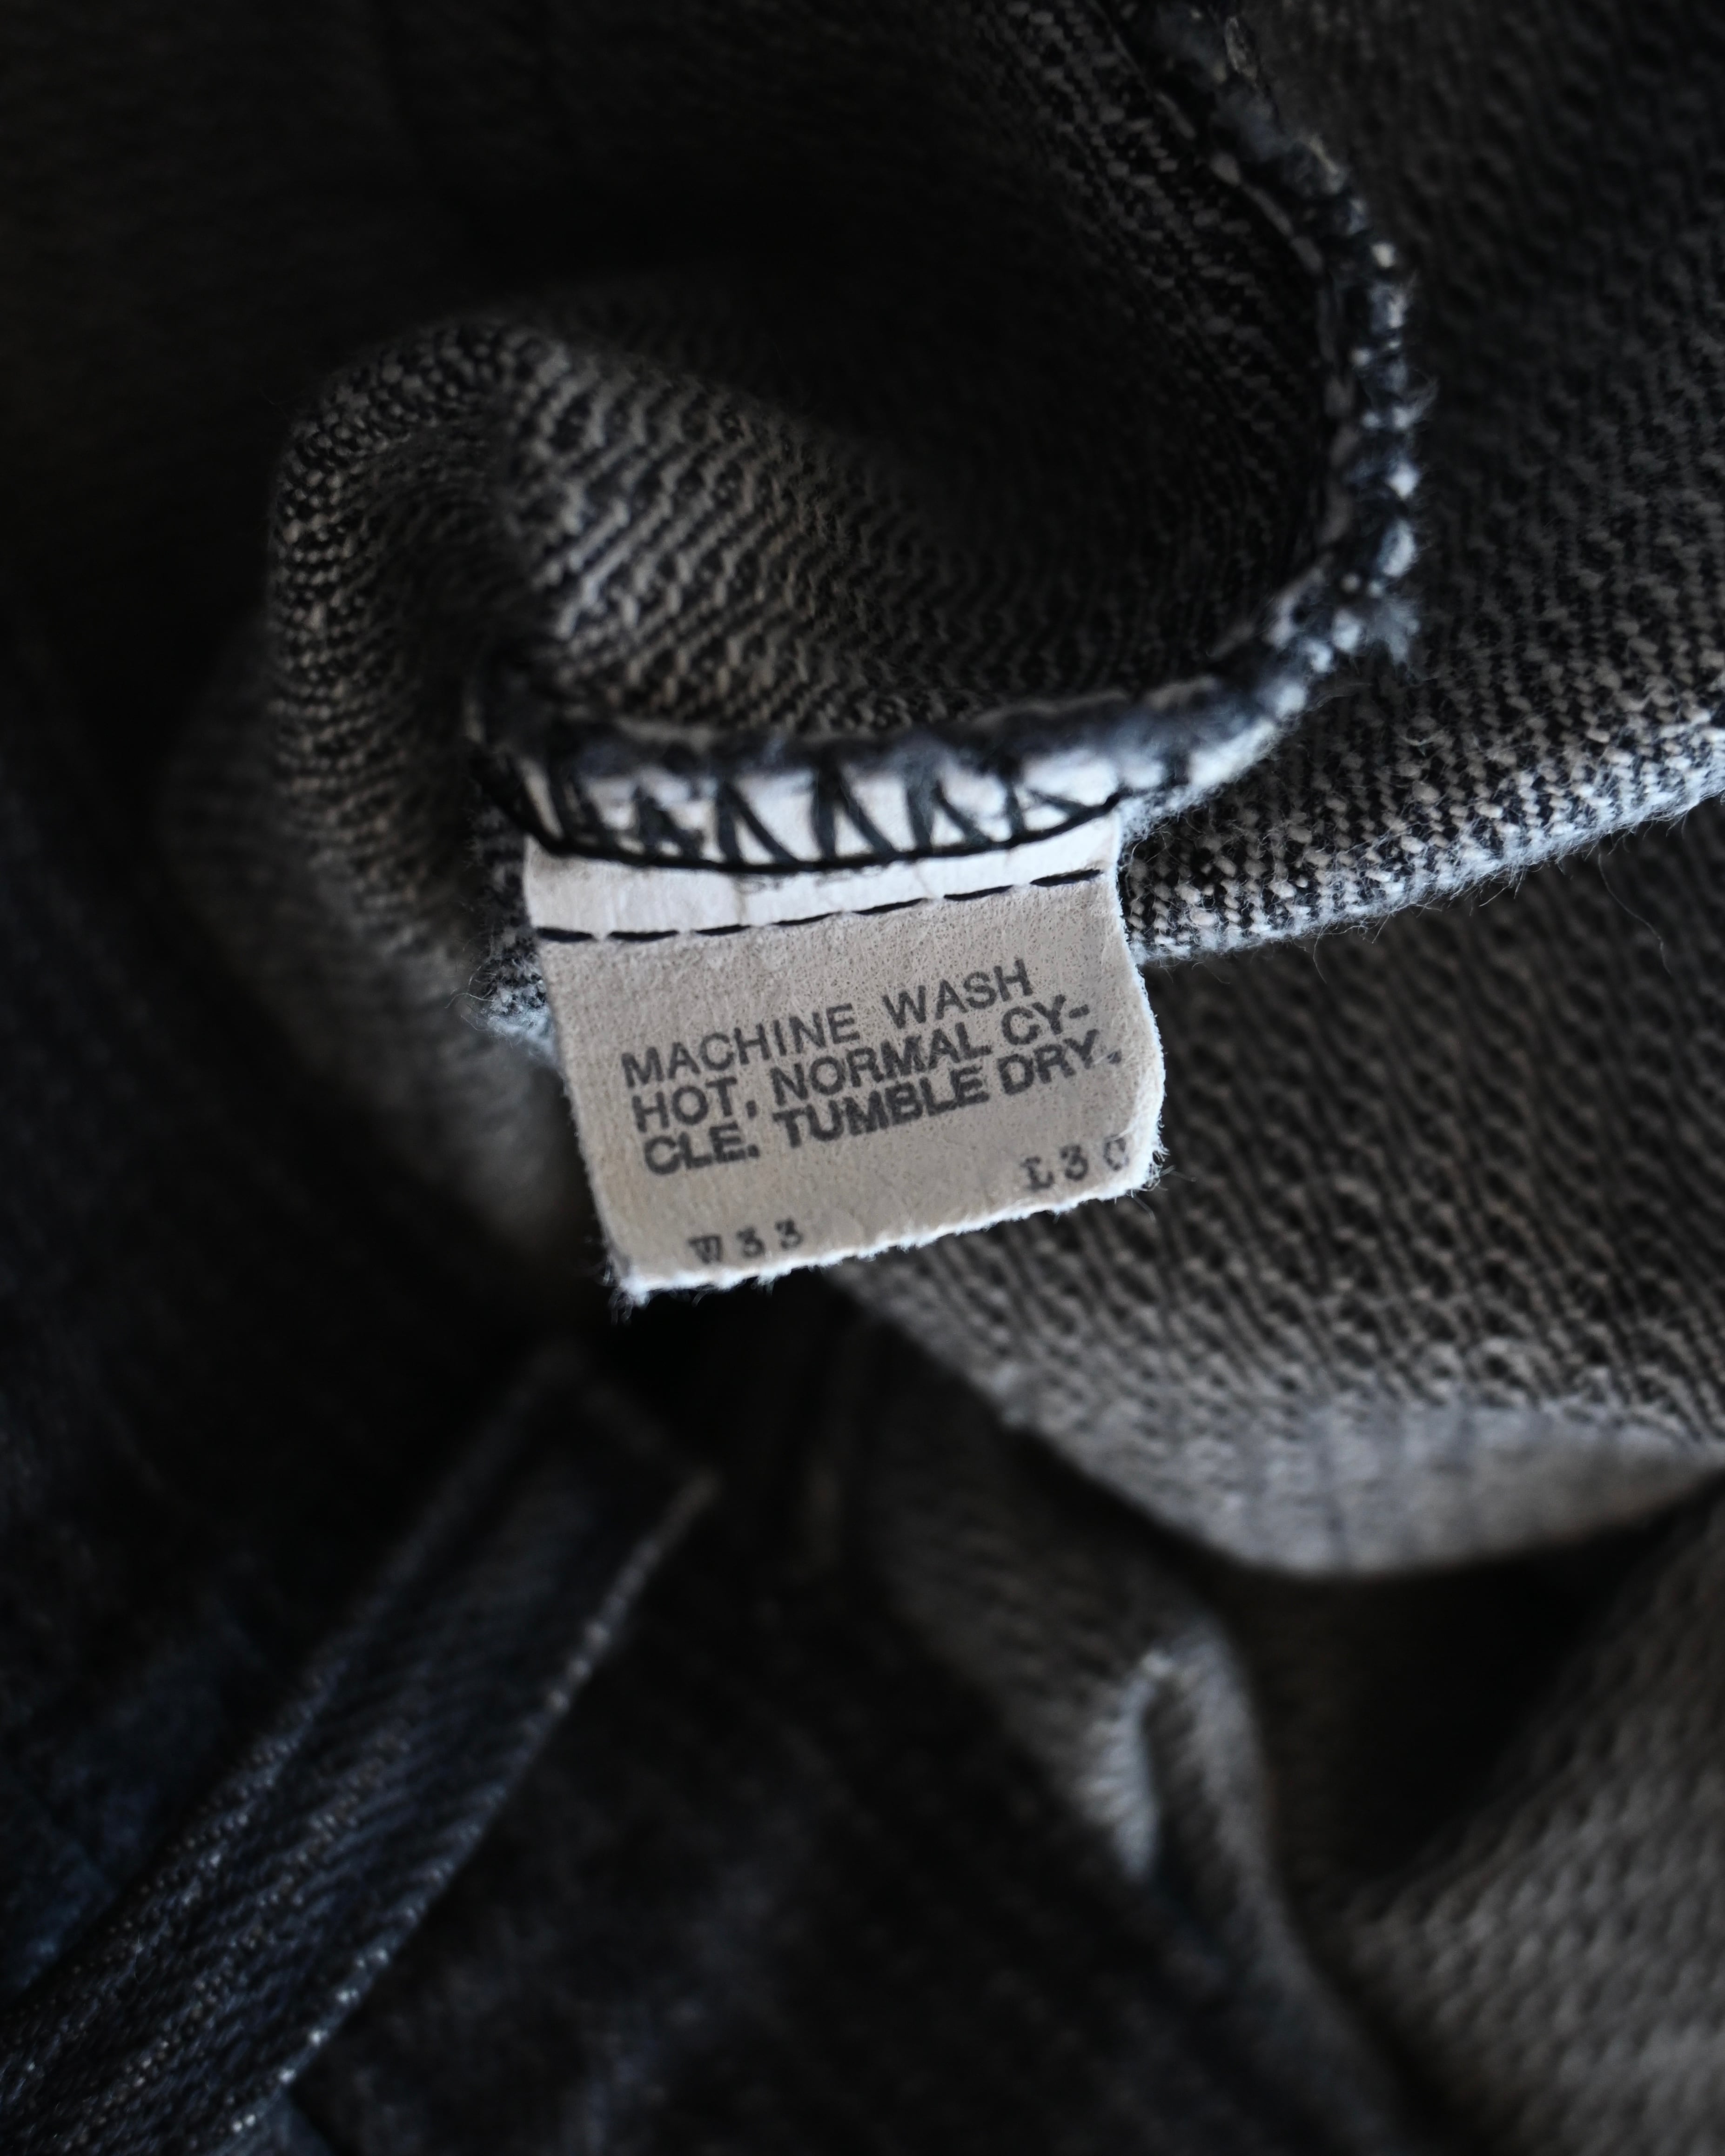 MACHINE WASH
HOT, NORMAL CY-
CLE. TUMBLE DRY.
W33 L30